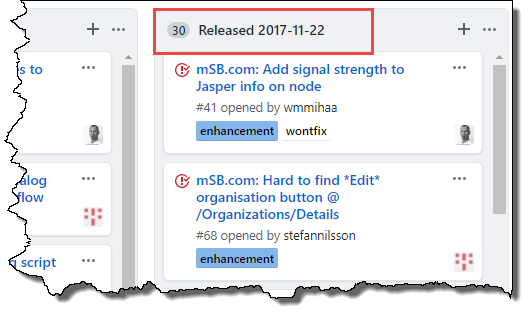 30 Released 2017-11-22
s to
mSB.com: Add signal strength to
Jasper info on node
#41 opened by wmmihaa
enhancement wontfix
alog
flow
mSB.com: Hard to find *Edit*
organisation button @
/Organizations/Details
#68 opened by stefannilsson
enhancement
g script